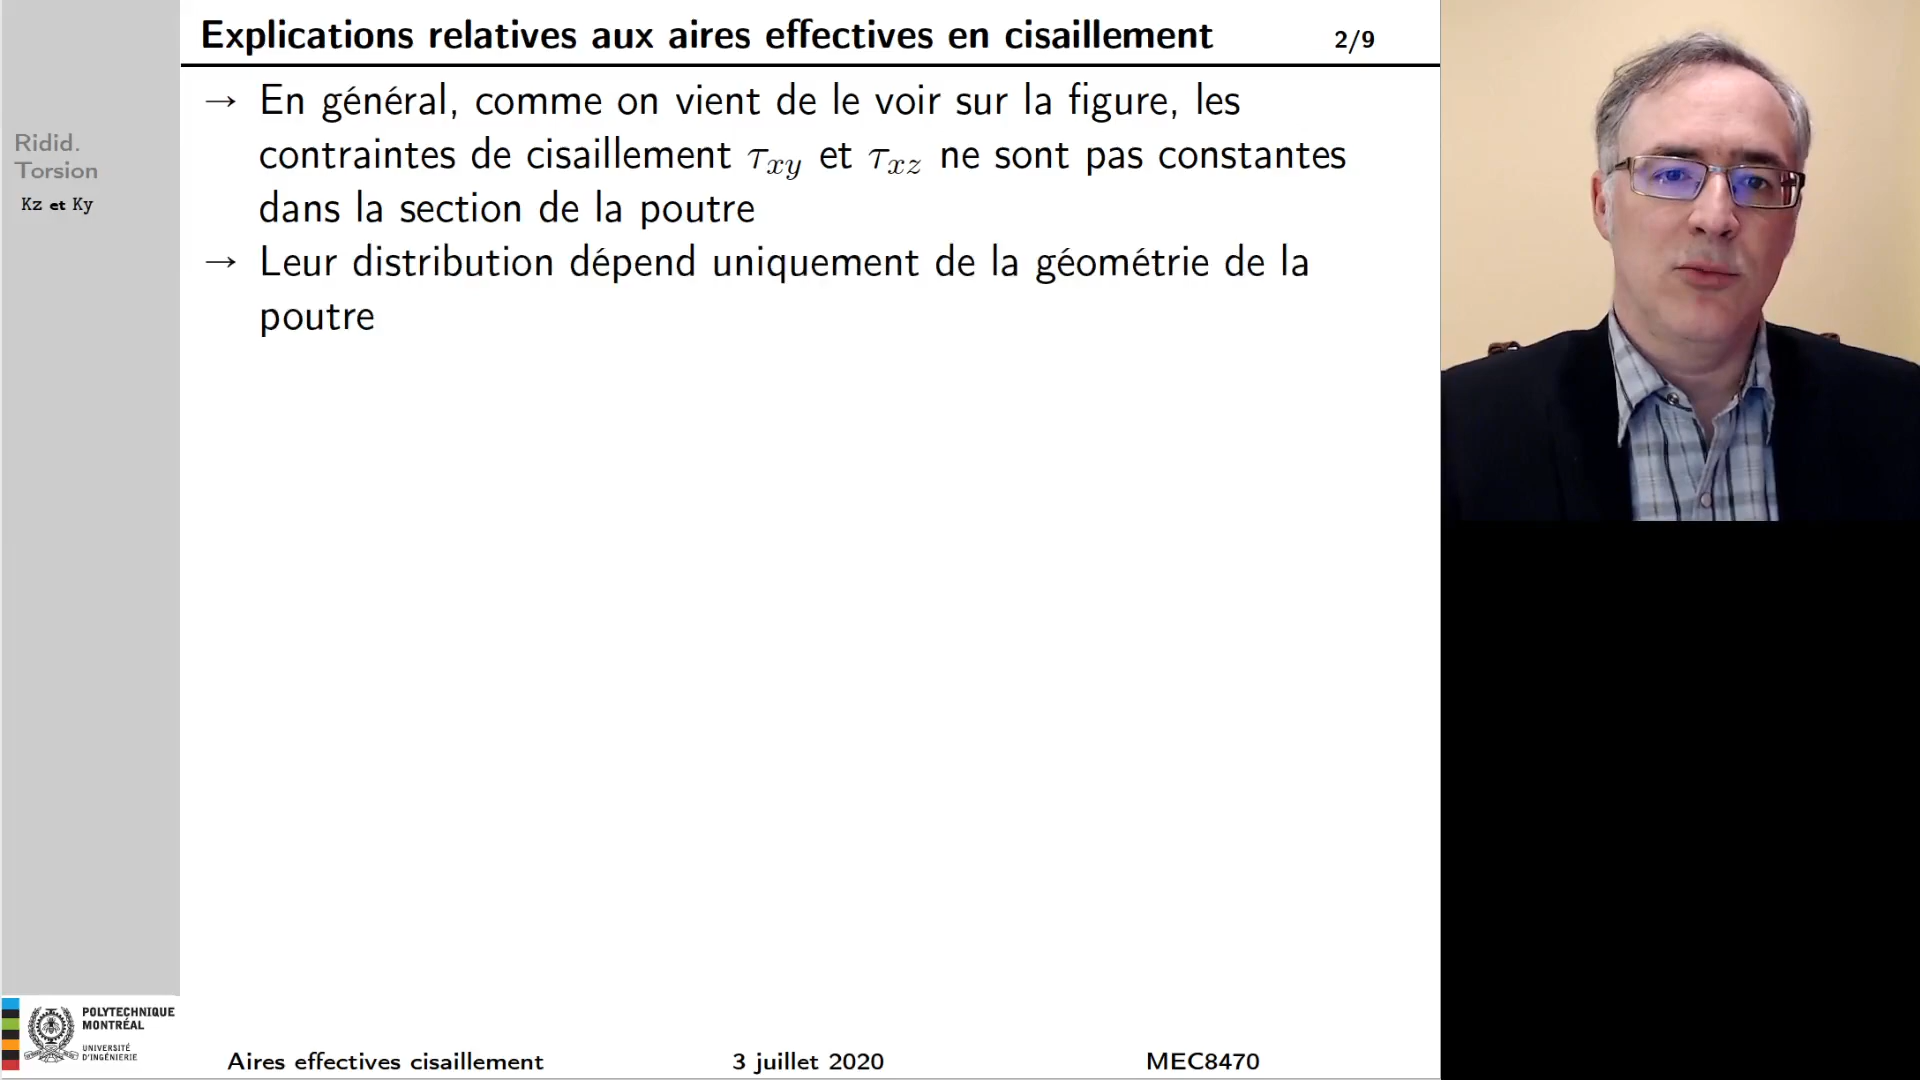 Explications relatives aux aires effectives en cisaillement
2/9
Ridid.
Torsion
Kz et Ky
→ En général, comme on vient de le voir sur la figure, les
contraintes de cisaillement τxy et τxz ne sont pas constantes
dans la section de la poutre
→ Leur distribution dépend uniquement de la géométrie de la
poutre
POLYTECHNIQUE
MONTRÉAL
UNIVERSITÉ
D'INGÉNIERIE
Aires effectives cisaillement
3 juillet 2020
MEC8470